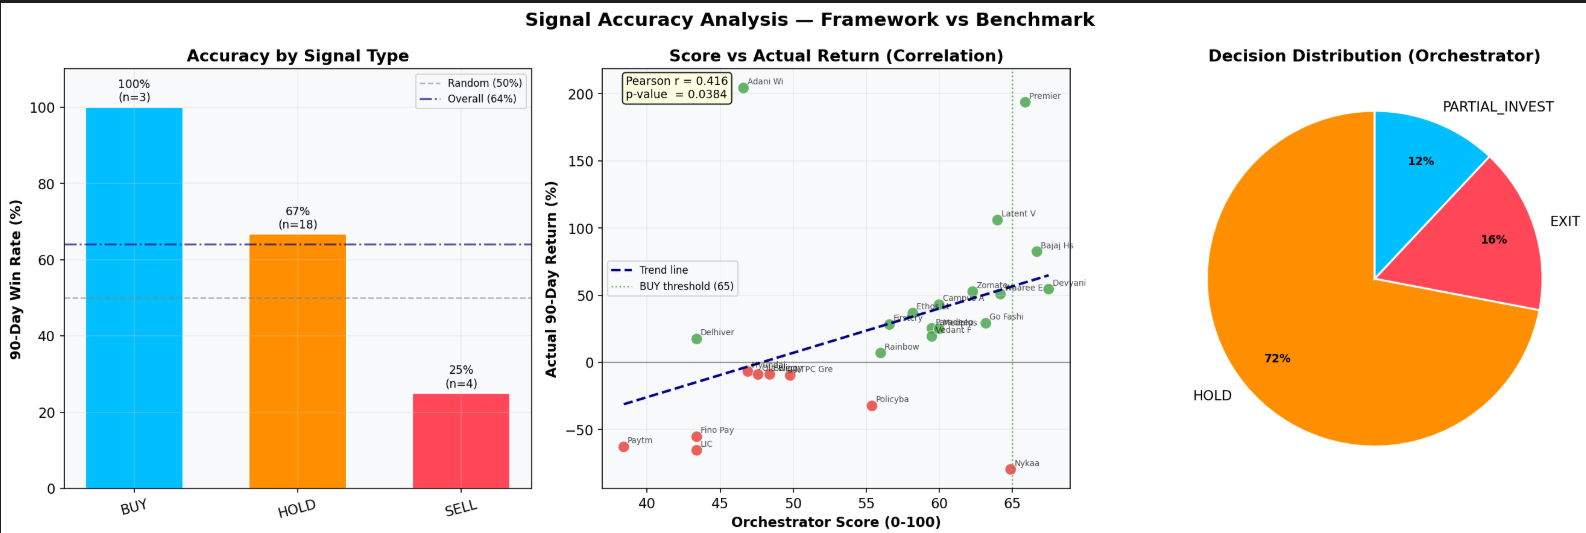 Signal Accuracy Analysis — Framework vs Benchmark
Accuracy by Signal Type
90-Day Win Rate (%)
100
80
60
40
20
0
100%
(n=3)
67%
(n=18)
25%
(n=4)
Random (50%)
Overall (64%)
BUY
HOLD
SELL
Score vs Actual Return (Correlation)
Actual 90-Day Return (%)
200
150
100
50
0
−50
Pearson r = 0.416
p-value = 0.0384
Adani Wi
Premier
Latent V
Bajaj Hs
Trend line
BUY threshold (65)
Devyani
Campus A
Go Fashi
Delhiver
Rainbow
Policyba
Fino Pay
LIC
Paytm
Nykaa
40
45
50
55
60
65
Orchestrator Score (0-100)
Decision Distribution (Orchestrator)
PARTIAL_INVEST
12%
EXIT
16%
72%
HOLD